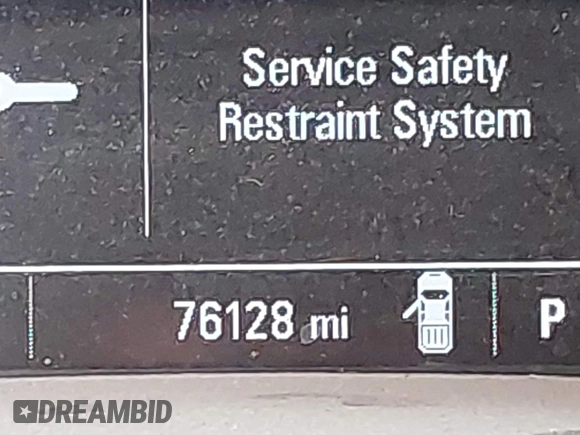 Service Safety
Restraint System
76128 mi
P
DREAMBID